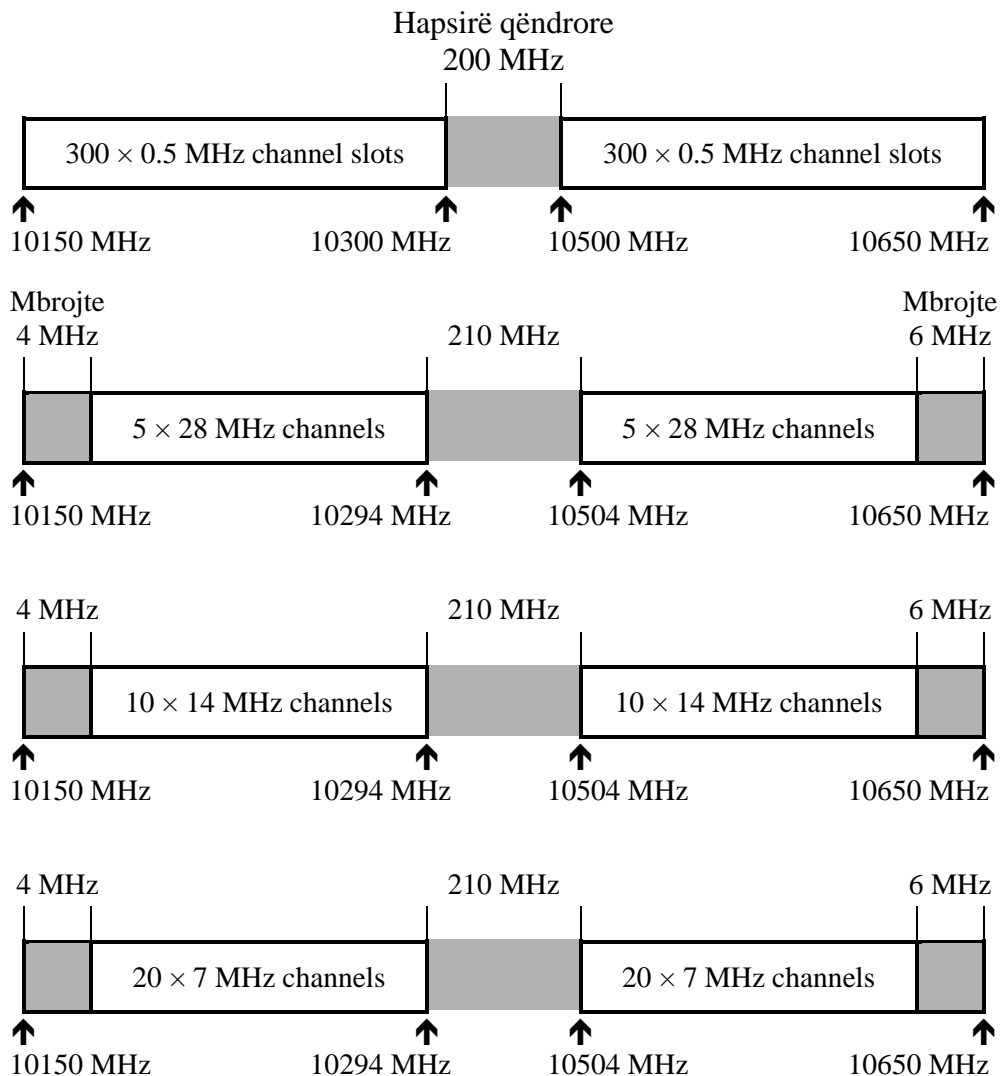 Hapsirë qëndrore
200 MHz
300 × 0.5 MHz channel slots 300 × 0.5 MHz channel slots
10150 MHz 10300 MHz 10500 MHz 10650 MHz
Mbrojte Mbrojte
4 MHz 210 MHz 6 MHz
5 × 28 MHz channels 5 × 28 MHz channels
10150 MHz 10294 MHz 10504 MHz 10650 MHz
4 MHz 210 MHz 6 MHz
10 × 14 MHz channels 10 × 14 MHz channels
10150 MHz 10294 MHz 10504 MHz 10650 MHz
4 MHz 210 MHz 6 MHz
20 × 7 MHz channels 20 × 7 MHz channels
10150 MHz 10294 MHz 10504 MHz 10650 MHz